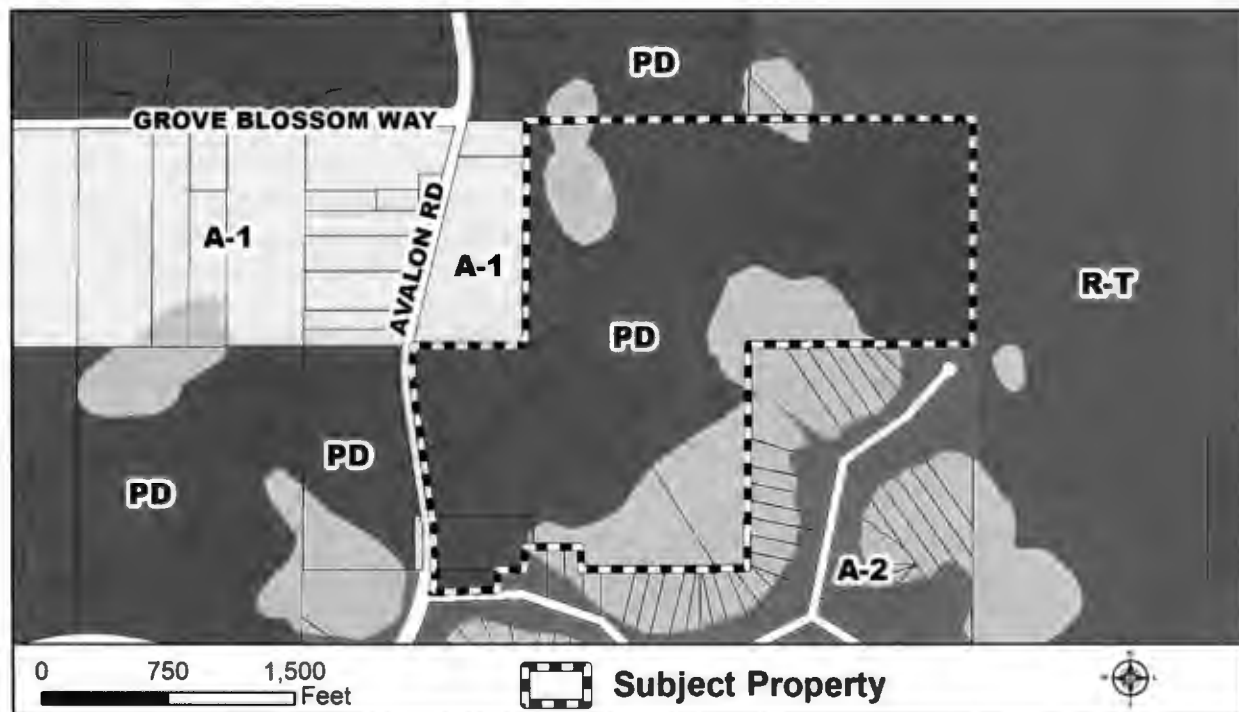 PD
GROVE BLOSSOM WAY
AVALON RD
A-1
A-1
R-T
PD
PD
PD
A-2
0 750 1,500
Feet
Subject Property